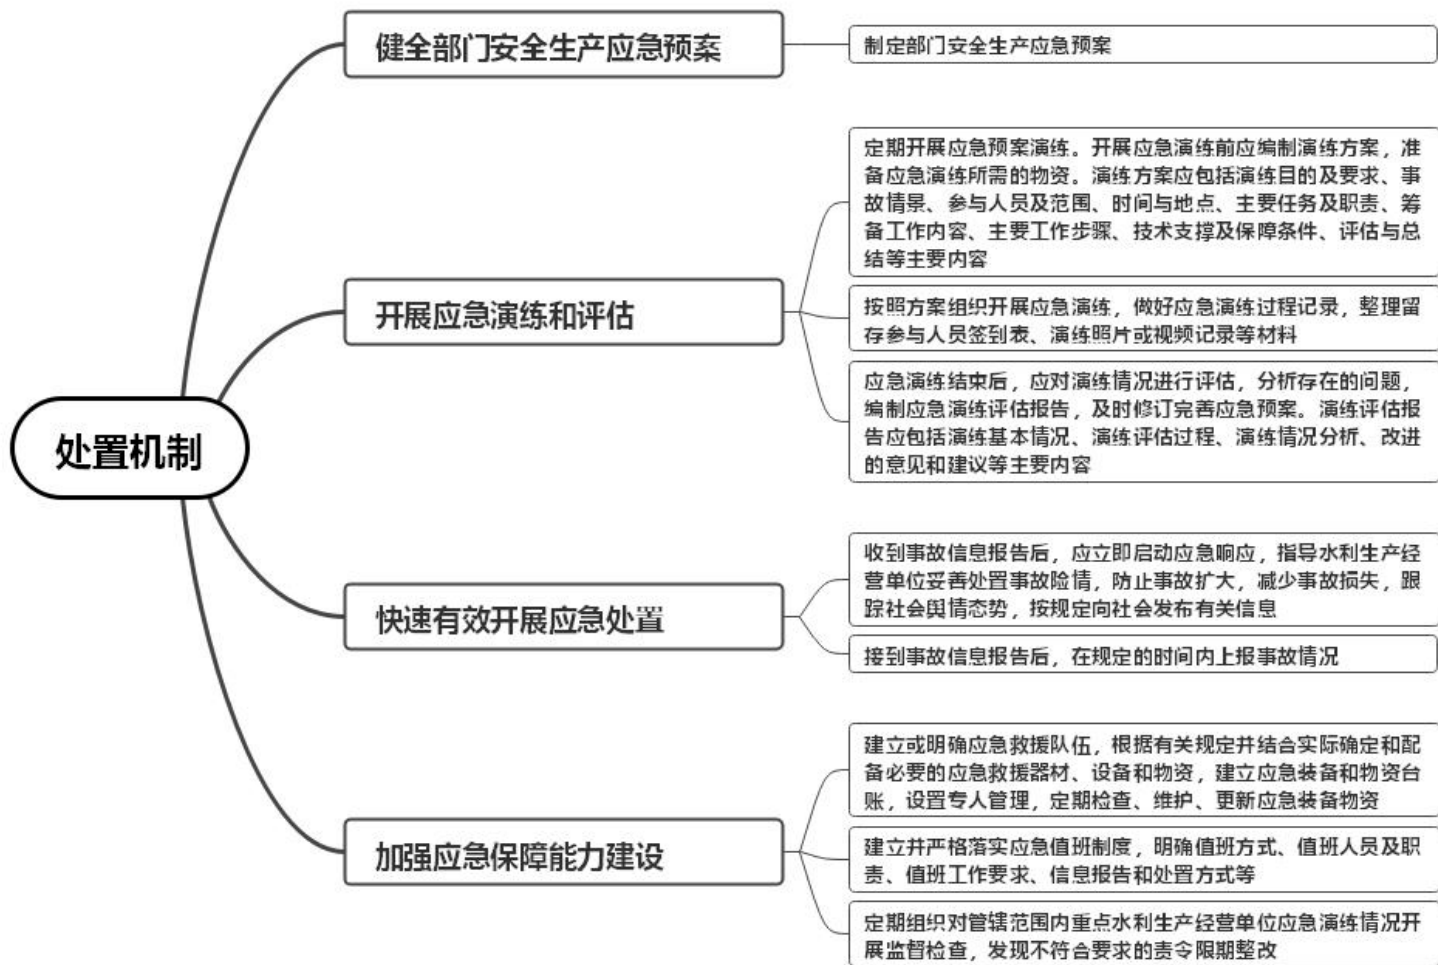 处置机制
健全部门安全生产应急预案
制定部门安全生产应急预案
开展应急演练和评估
定期开展应急预案演练。开展应急演练前应编制演练方案，准
备应急演练所需的物资。演练方案应包括演练目的及要求、事
故情景、参与人员及范围、时间与地点、主要任务及职责、筹
备工作内容、主要工作步骤、技术支撑及保障条件、评估与总
结等主要内容
按照方案组织开展应急演练，做好应急演练过程记录，整理留
存参与人员签到表、演练照片或视频记录等材料
应急演练结束后，应对演练情况进行评估，分析存在的问题，
编制应急演练评估报告，及时修订完善应急预案。演练评估报
告应包括演练基本情况、演练评估过程、演练情况分析、改进
的意见和建议等主要内容
快速有效开展应急处置
收到事故信息报告后，应立即启动应急响应，指导水利生产经
营单位妥善处置事故险情，防止事故扩大，减少事故损失，跟
踪社会舆情态势，按规定向社会发布有关信息
接到事故信息报告后，在规定的时间内上报事故情况
加强应急保障能力建设
建立或明确应急救援队伍，根据有关规定并结合实际确定和配
备必要的应急救援器材、设备和物资，建立应急装备和物资台
账，设置专人管理，定期检查、维护、更新应急装备物资
建立并严格落实应急值班制度，明确值班方式、值班人员及职
责、值班工作要求、信息报告和处置方式等
定期组织对管辖范围内重点水利生产经营单位应急演练情况开
展监督检查，发现不符合要求的责令限期整改